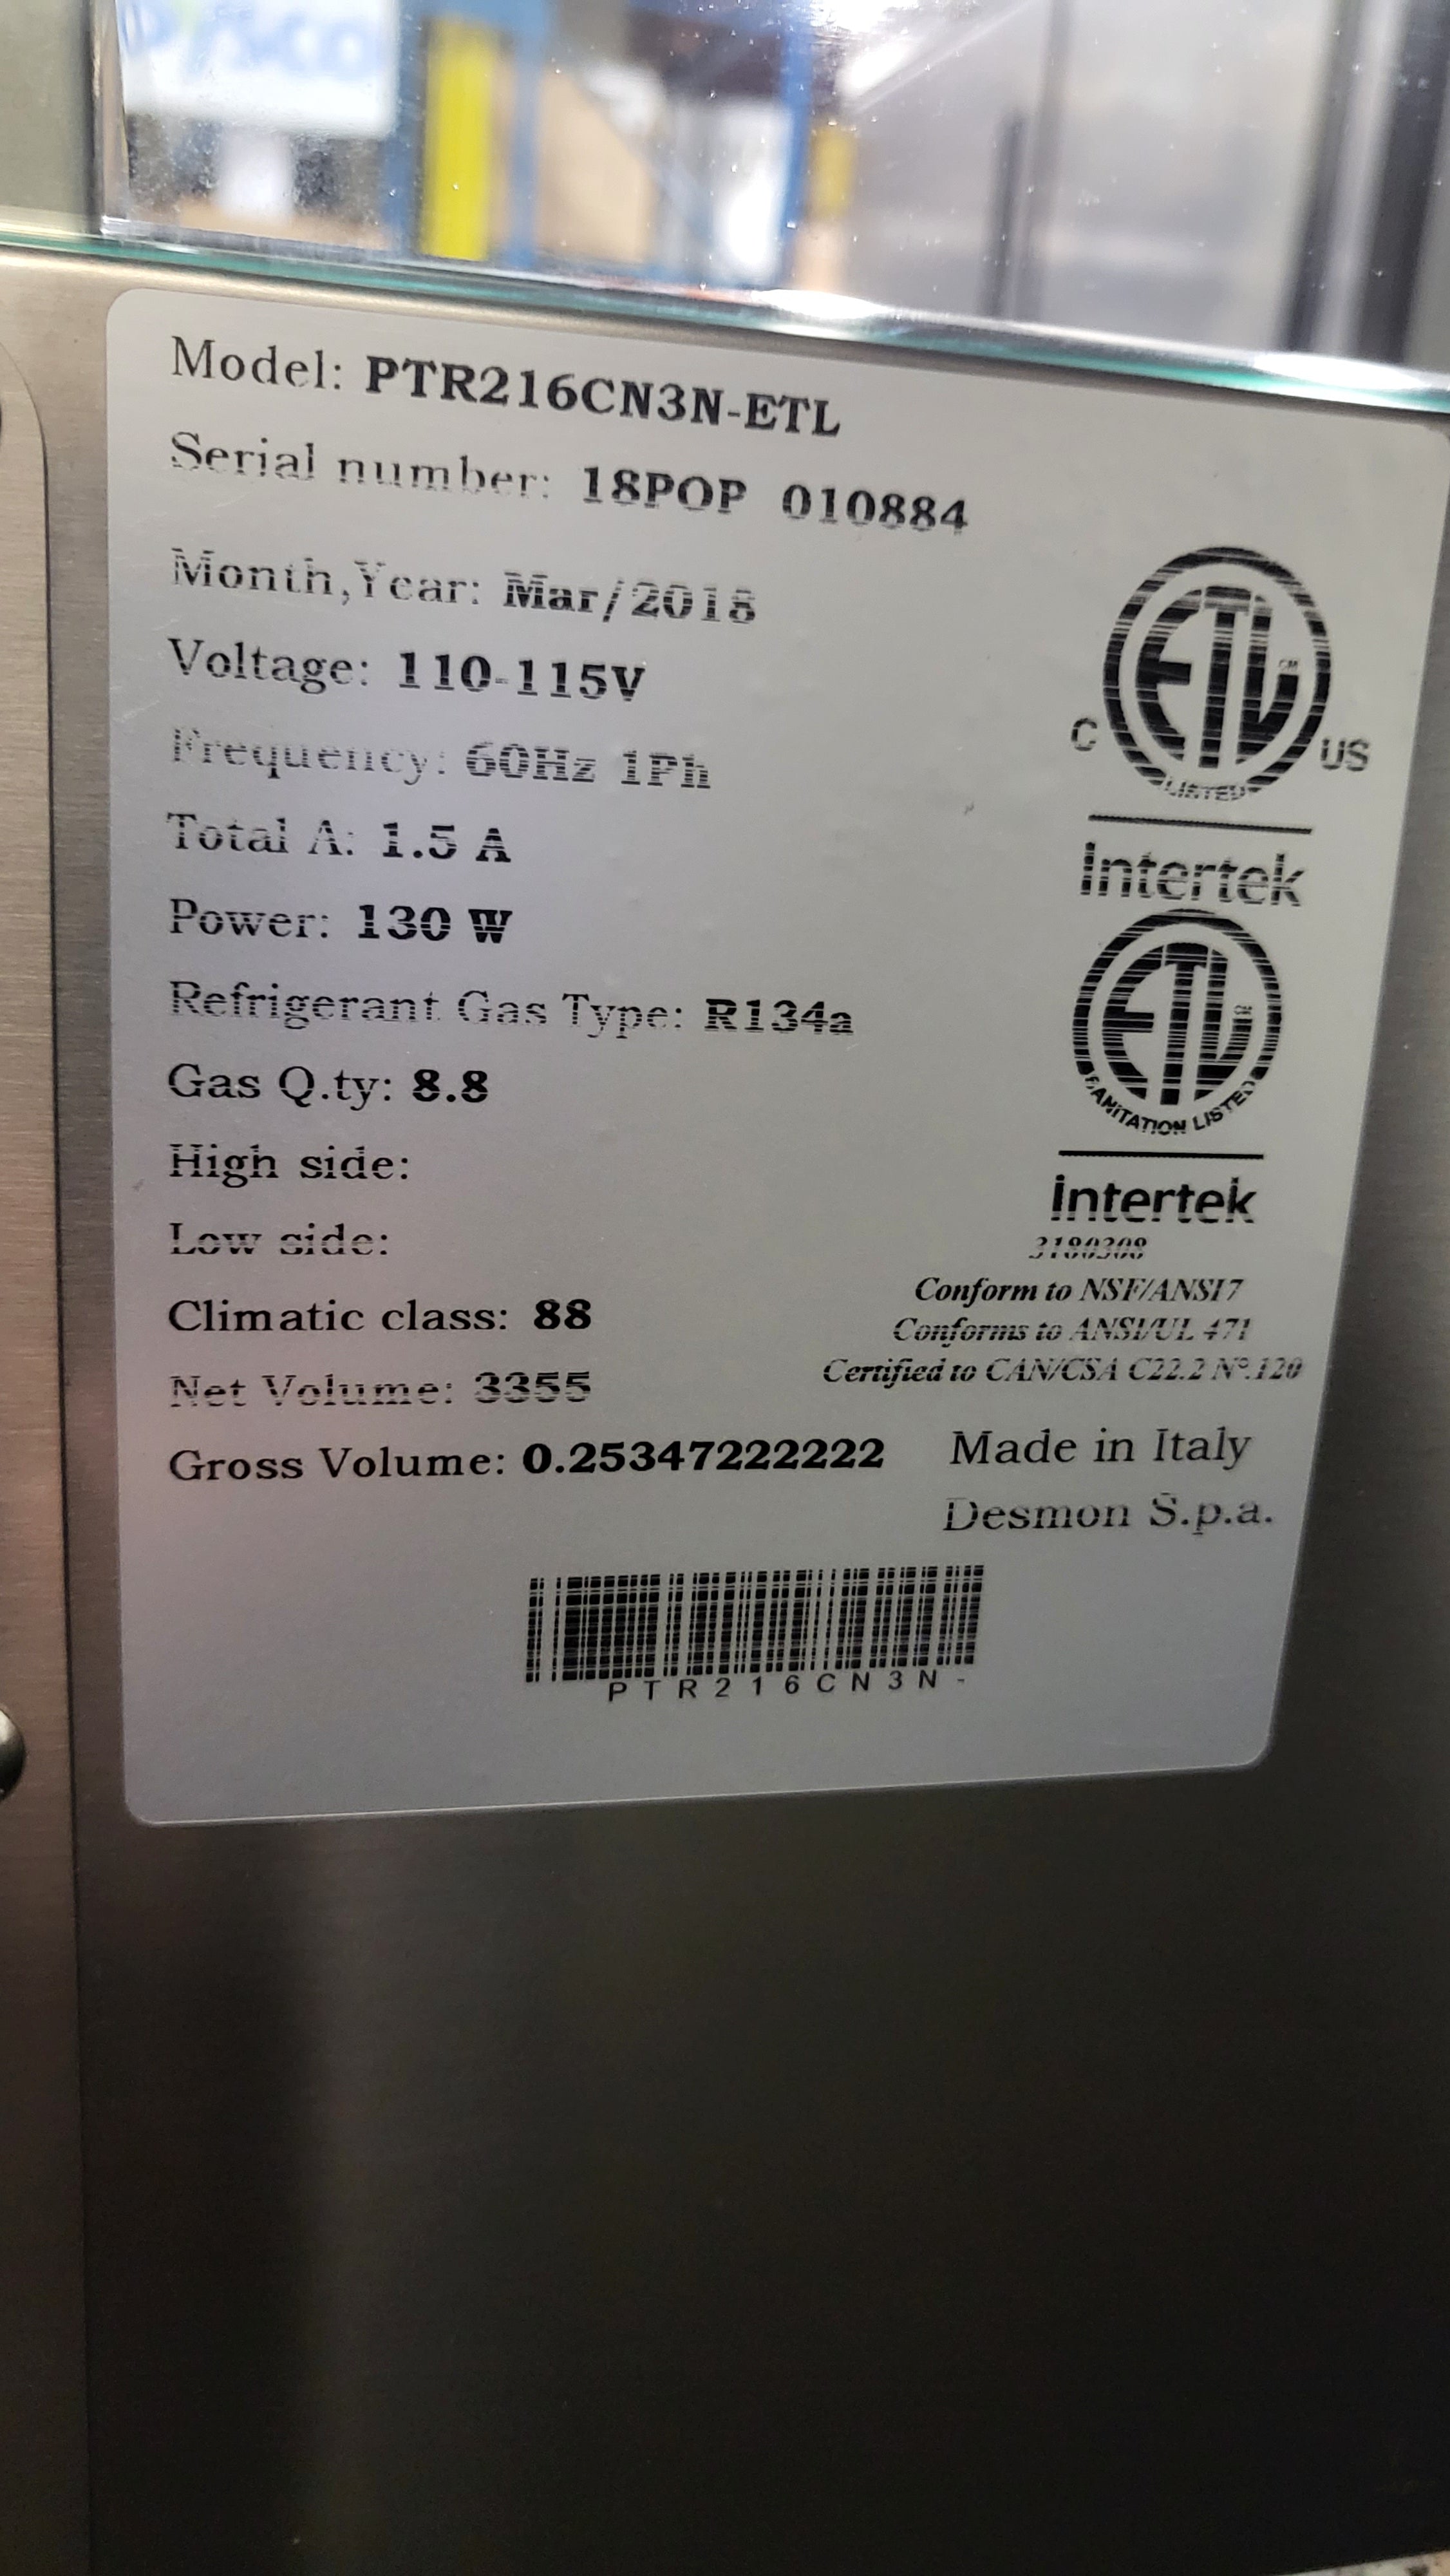 Model: PTR216CN3N-ETL
Serial number: 18POP 010884
Month,Year: Mar/2018
Voltage: 110-115V
Frequency: 60Hz 1Ph
Total A: 1.5 A
Power: 130 W
Refrigerant Gas Type: R134a
Gas Q.ty: 8.8
High side:
Low side:
Climatic class: 88
Net Volume: 3355
Gross Volume: 0.25347222222
ETL CM
C US
LISTED
Intertek
ETL
SANITATION LISTED
Intertek
3180308
Conform to NSF/ANSI 7
Conforms to ANSI/UL 471
Certified to CAN/CSA C22.2 N°.120
Made in Italy
Desmon S.p.a.
PTR216CN3N-